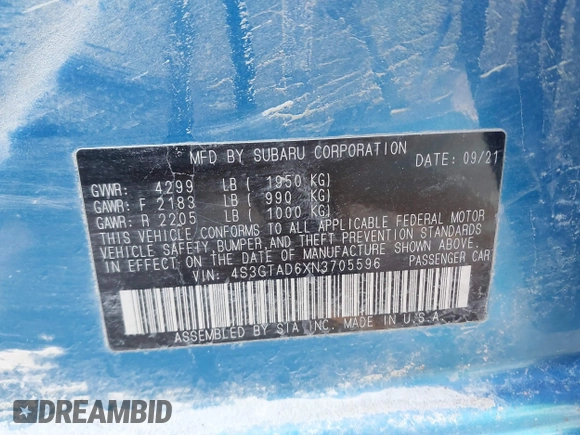 MFD BY SUBARU CORPORATION
DATE: 09/21
GVWR: 4299 LB ( 1950 KG)
GAWR: F 2183 LB ( 990 KG)
GAWR: R 2205 LB ( 1000 KG)
THIS VEHICLE CONFORMS TO ALL APPLICABLE FEDERAL MOTOR
VEHICLE SAFETY, BUMPER, AND THEFT PREVENTION STANDARDS
IN EFFECT ON THE DATE OF MANUFACTURE SHOWN ABOVE.
VIN: 4S3GTAD6XN3705596 PASSENGER CAR
ASSEMBLED BY SIA INC. MADE IN U.S.A.
DREAMBID